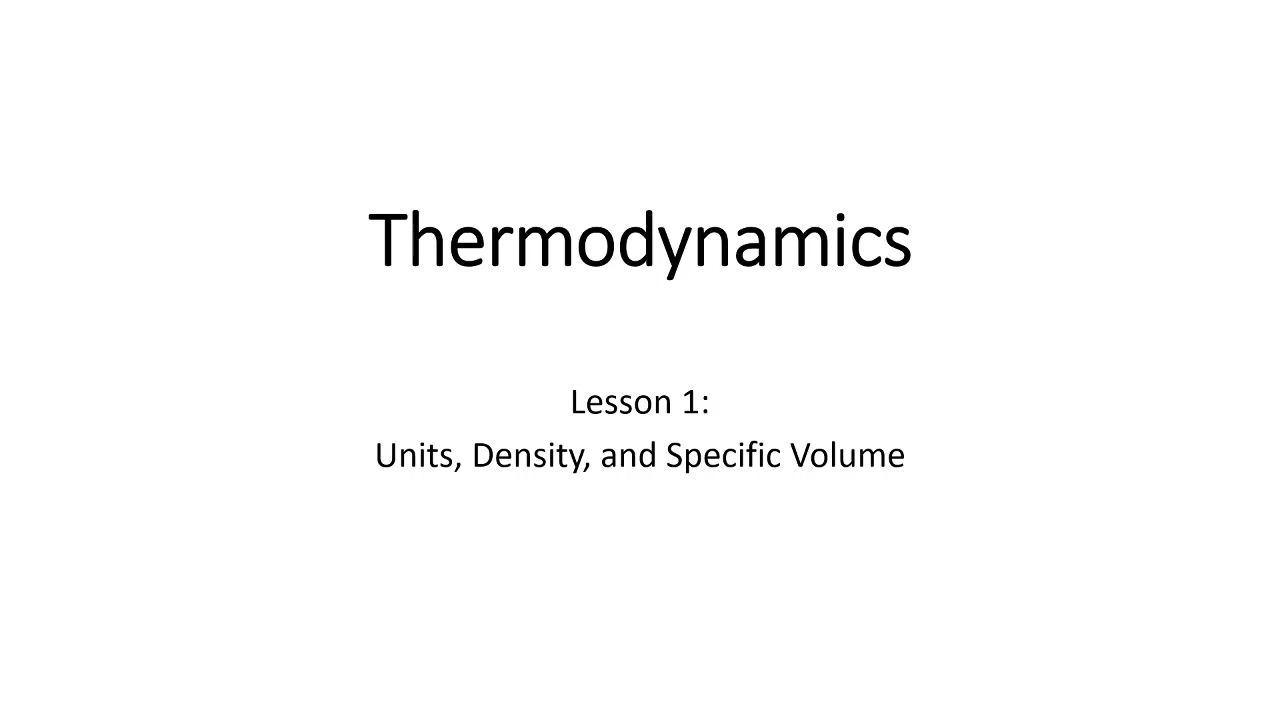 Thermodynamics
Lesson 1:
Units, Density, and Specific Volume